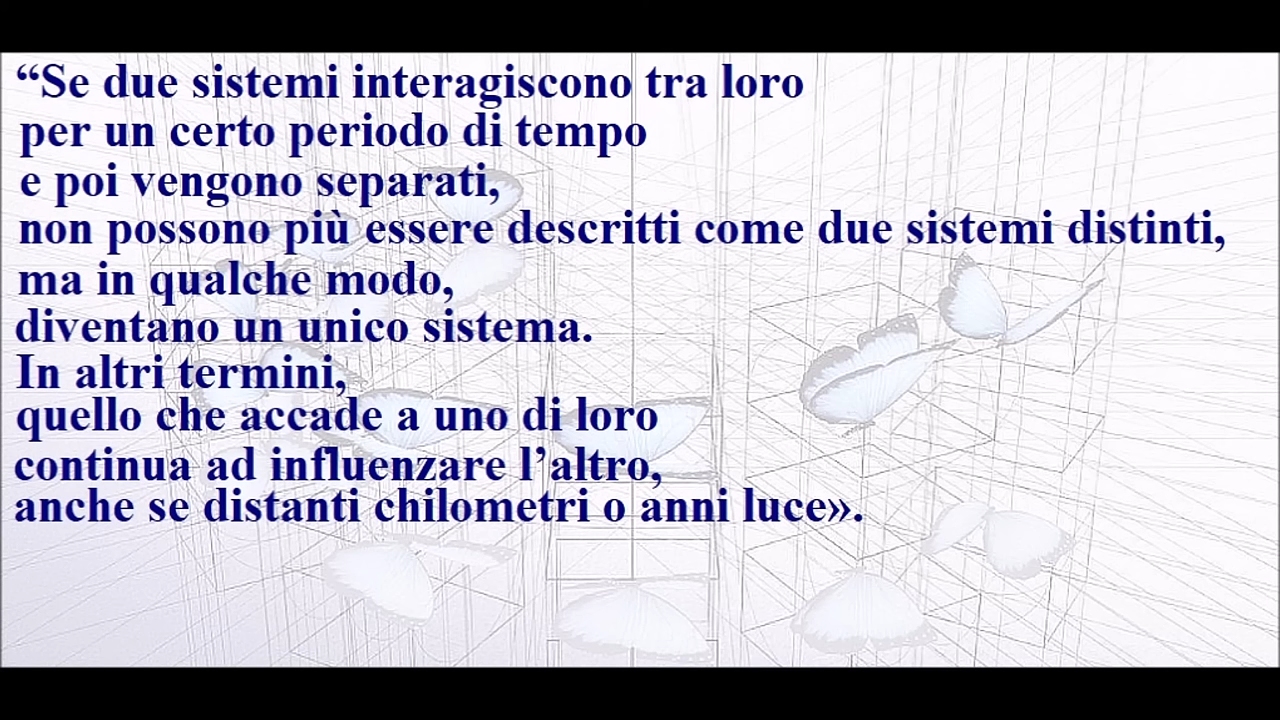 “Se due sistemi interagiscono tra loro
per un certo periodo di tempo
e poi vengono separati,
non possono più essere descritti come due sistemi distinti,
ma in qualche modo,
diventano un unico sistema.
In altri termini,
quello che accade a uno di loro
continua ad influenzare l’altro,
anche se distanti chilometri o anni luce».